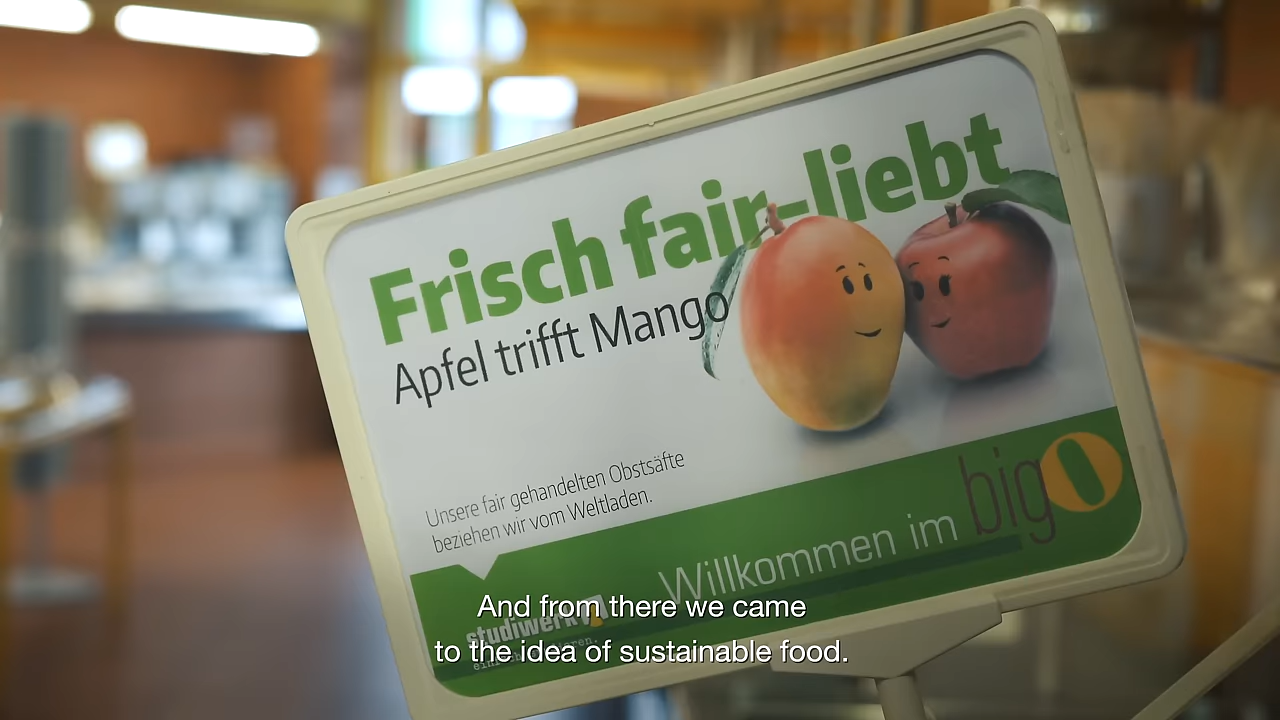 Frisch fair-liebt
Apfel trifft Mango
Unsere fair gehandelten Obstsäfte
beziehen wir vom Weltladen.
Willkommen im bigO
studiwerk
And from there we came
to the idea of sustainable food.